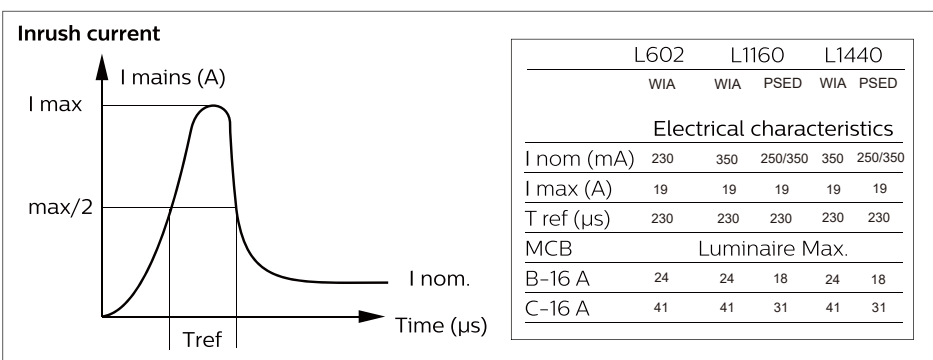 Inrush current
I mains (A)
I max
max/2
I nom.
Time (µs)
Tref
L602 L1160 L1440
WIA WIA PSED WIA PSED
Electrical characteristics
I nom (mA) 230 350 250/350 350 250/350
I max (A) 19 19 19 19 19
T ref (µs) 230 230 230 230 230
MCB Luminaire Max.
B-16 A 24 24 18 24 18
C-16 A 41 41 31 41 31